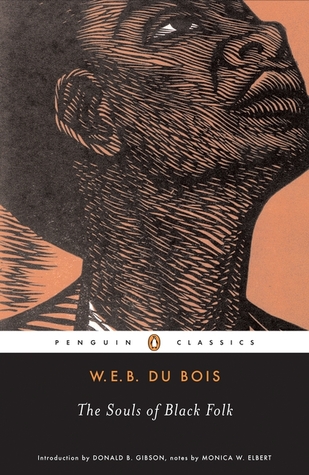 PENGUIN CLASSICS
W.E.B. DU BOIS
The Souls of Black Folk
Introduction by DONALD B. GIBSON, notes by MONICA W. ELBERT